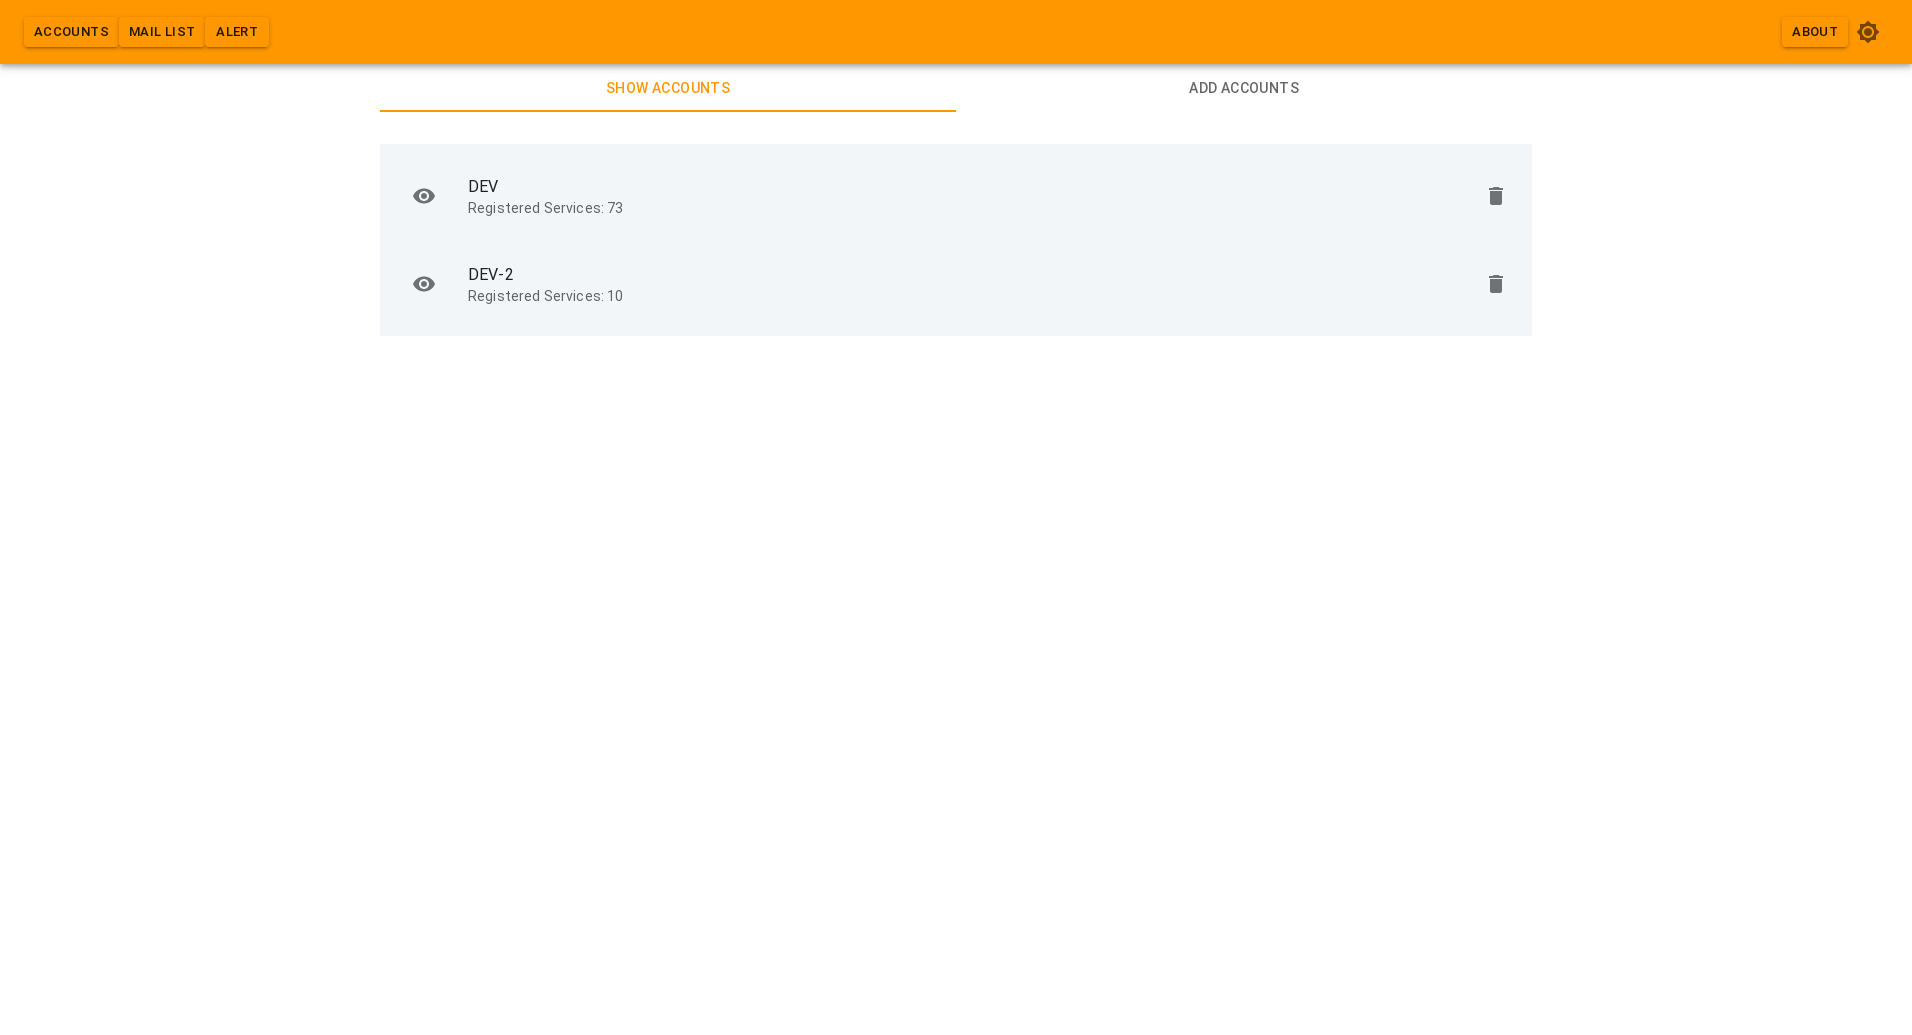 ACCOUNTS MAIL LIST ALERT ABOUT
SHOW ACCOUNTS ADD ACCOUNTS
DEV
Registered Services: 73
DEV-2
Registered Services: 10